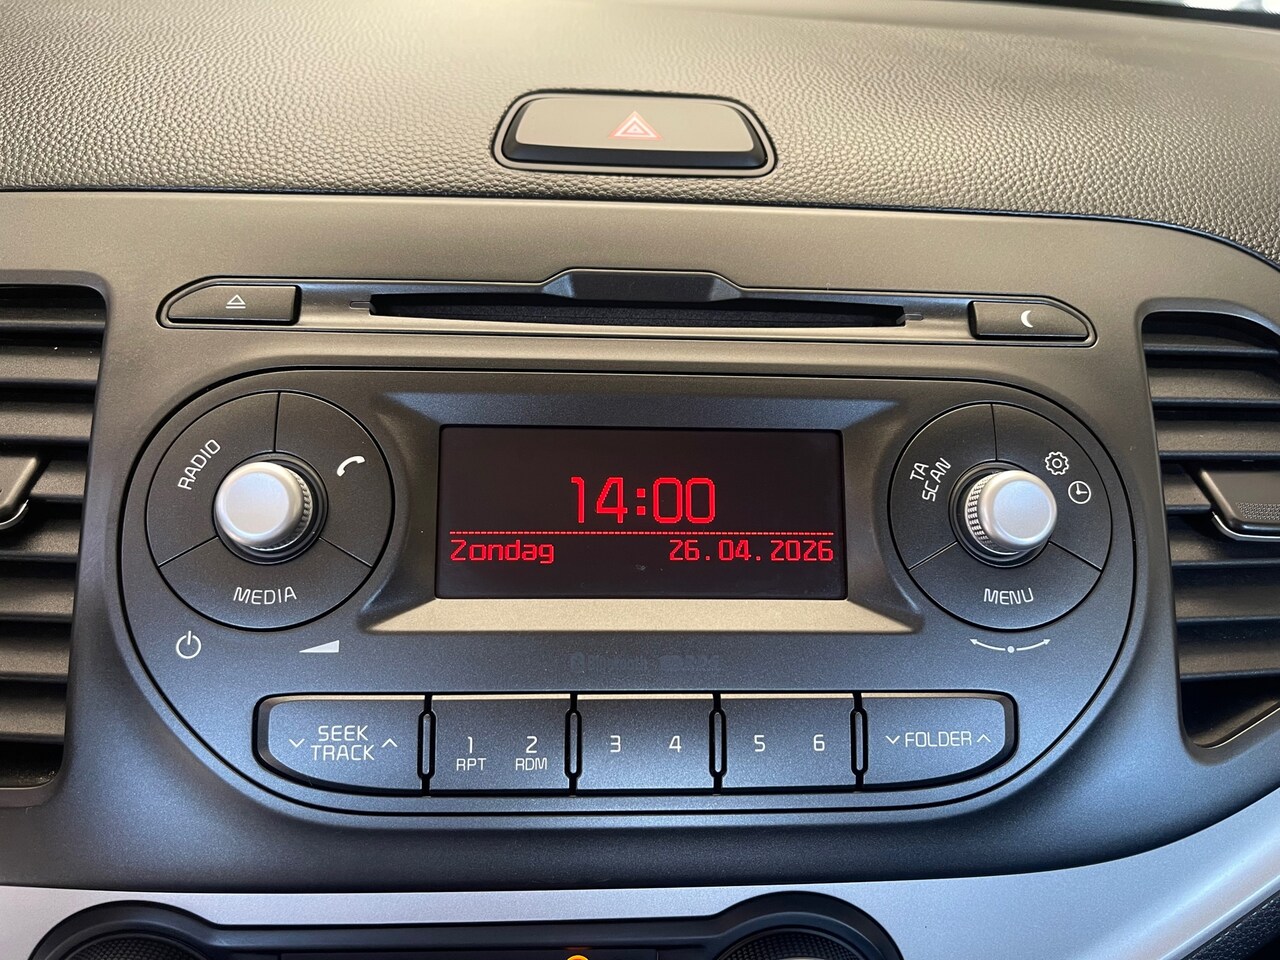 14:00
Zondag 26.04.2026
RADIO
MEDIA
TA
SCAN
MENU
SEEK
TRACK
1
RPT
2
RDM
3
4
5
6
FOLDER